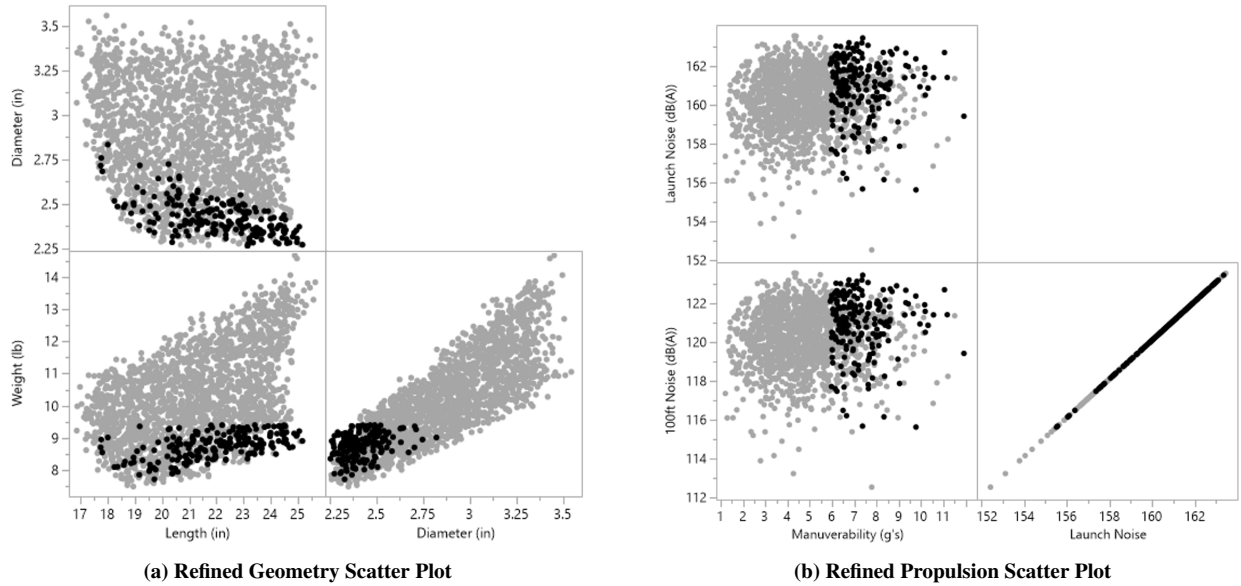 3.5
3.25
3
2.75
2.5
2.25
Diameter (in)
14
13
12
11
10
9
8
Weight (lb)
17 18 19 20 21 22 23 24 25
Length (in)
2.25 2.5 2.75 3 3.25 3.5
Diameter (in)
(a) Refined Geometry Scatter Plot
162
160
158
156
154
152
Launch Noise (dB(A))
122
120
118
116
114
112
100ft Noise (dB(A))
1 2 3 4 5 6 7 8 9 10 11
Manuverability (g's)
152 154 156 158 160 162
Launch Noise
(b) Refined Propulsion Scatter Plot